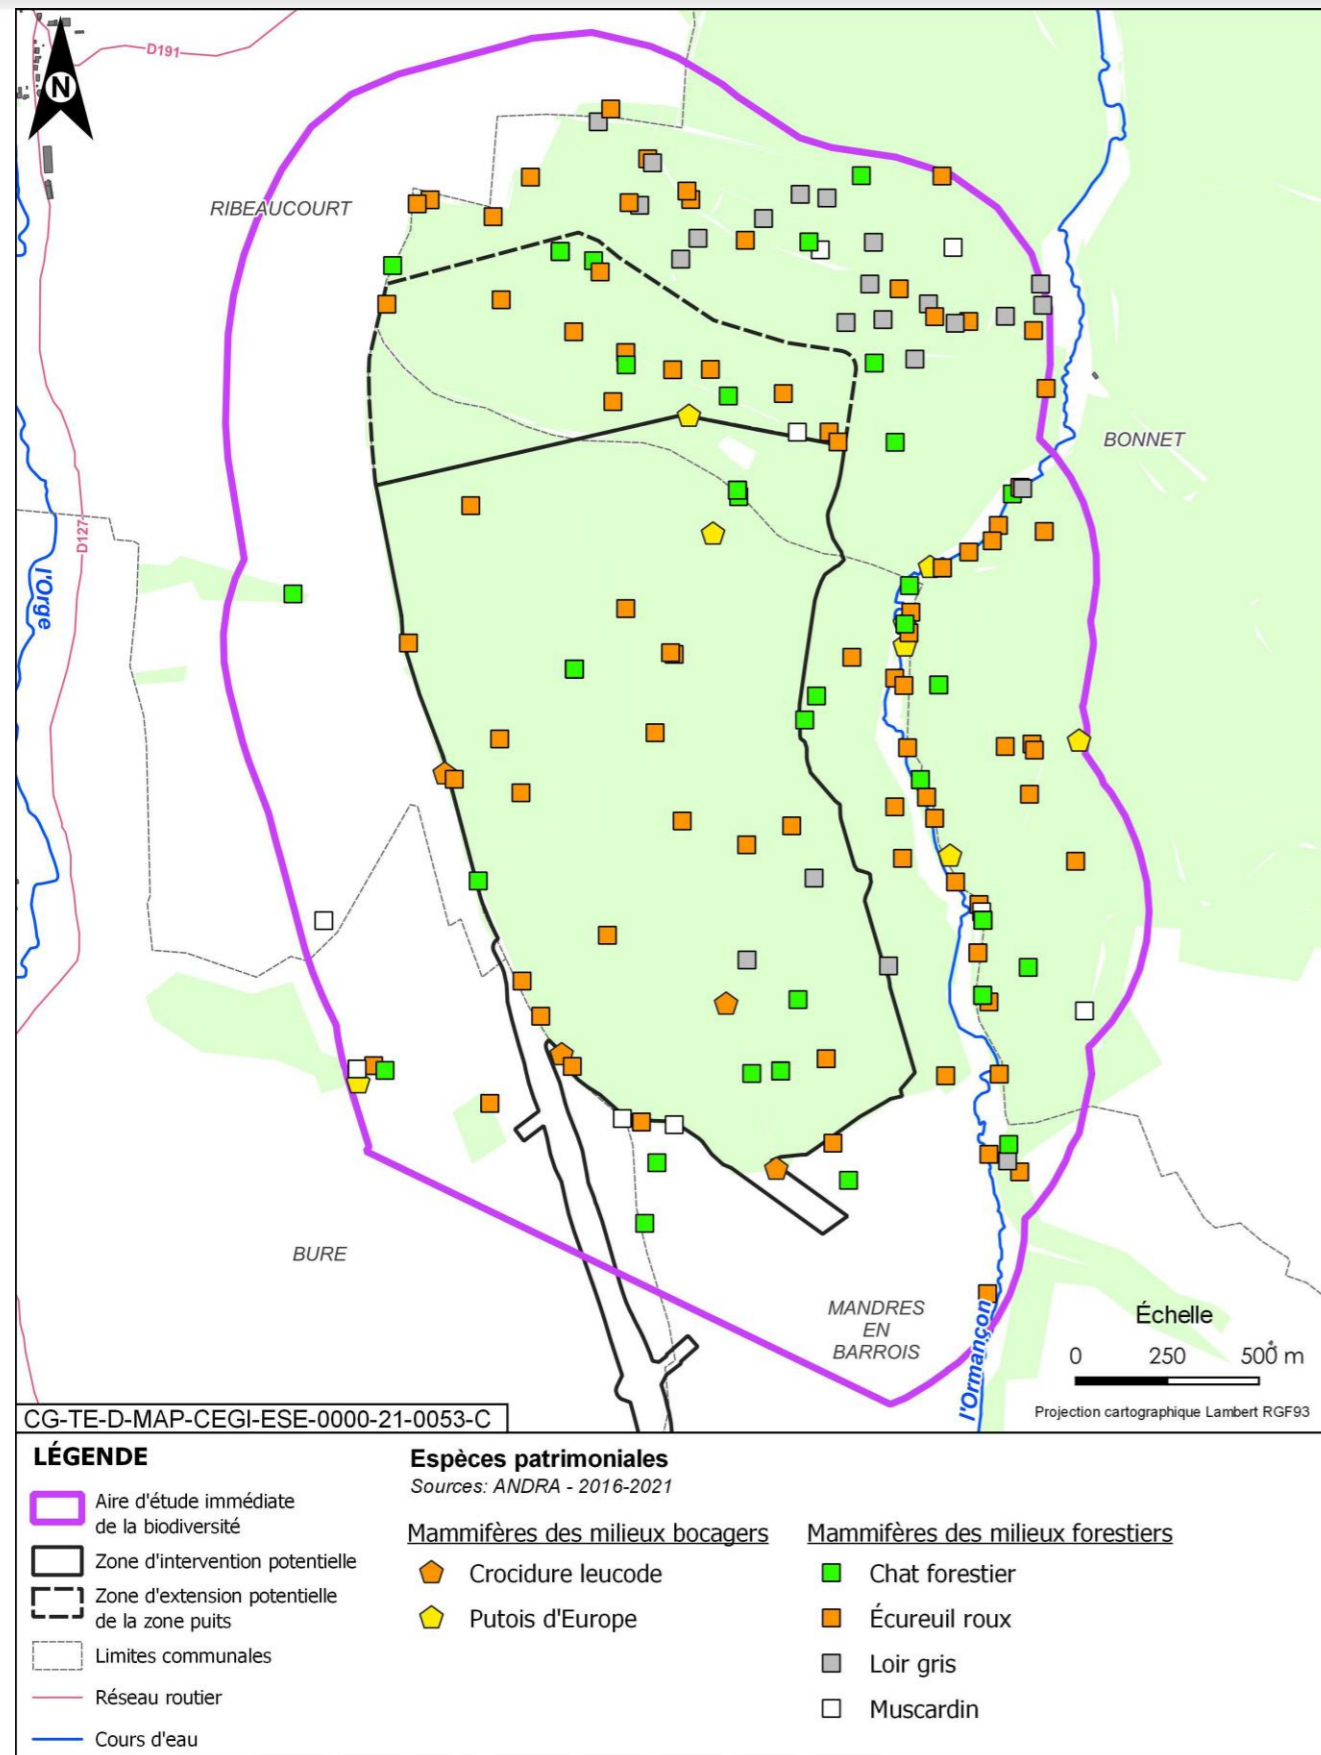 N
D191
RIBEAUCOURT
BONNET
D127
l'Orge
BURE
MANDRES
EN
BARROIS
l'Ormançon
Échelle
0 250 500 m
Projection cartographique Lambert RGF93
CG-TE-D-MAP-CEGI-ESE-0000-21-0053-C
LÉGENDE
Aire d'étude immédiate
de la biodiversité
Zone d'intervention potentielle
Zone d'extension potentielle
de la zone puits
Limites communales
Réseau routier
Cours d'eau
Espèces patrimoniales
Sources: ANDRA - 2016-2021
Mammifères des milieux bocagers
Crocidure leucode
Putois d'Europe
Mammifères des milieux forestiers
Chat forestier
Écureuil roux
Loir gris
Muscardin